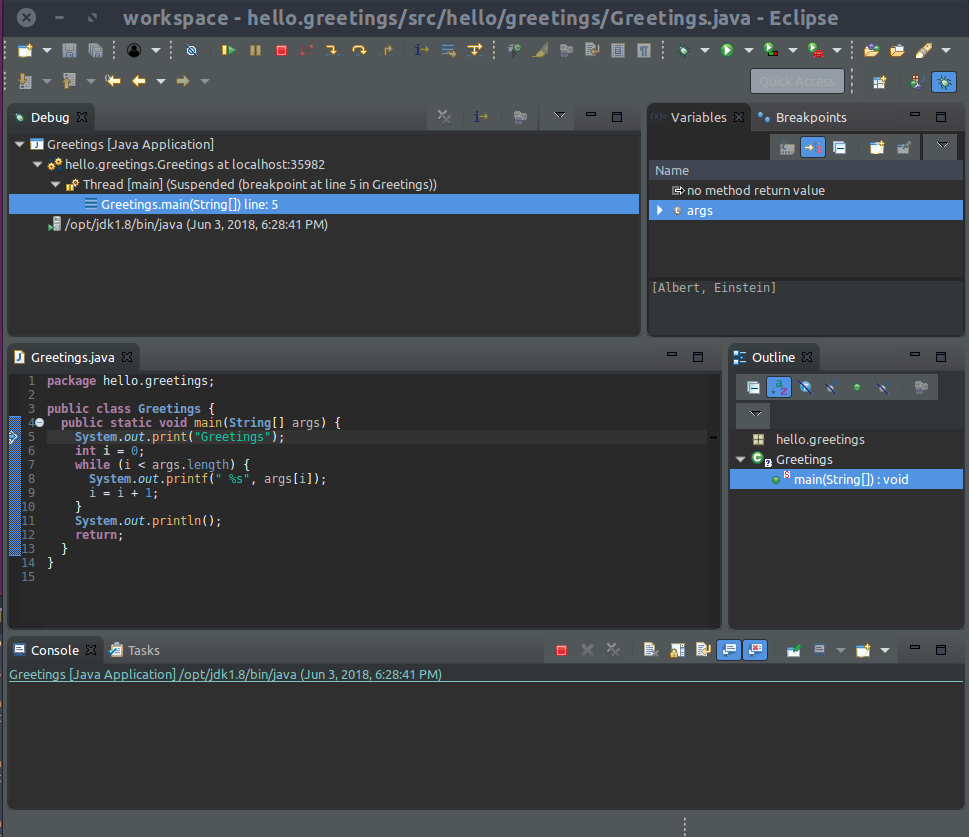 workspace - hello.greetings/src/hello/greetings/Greetings.java - Eclipse
Quick Access
Debug
Greetings [Java Application]
hello.greetings.Greetings at localhost:35982
Thread [main] (Suspended (breakpoint at line 5 in Greetings))
Greetings.main(String[]) line: 5
/opt/jdk1.8/bin/java (Jun 3, 2018, 6:28:41 PM)
(x)= Variables
Breakpoints
Name
no method return value
args
[Albert, Einstein]
Greetings.java
1 package hello.greetings;
2
3 public class Greetings {
4 public static void main(String[] args) {
5 System.out.print("Greetings");
6 int i = 0;
7 while (i < args.length) {
8 System.out.printf(" %s", args[i]);
9 i = i + 1;
10 }
11 System.out.println();
12 return;
13 }
14 }
15
Outline
hello.greetings
Greetings
main(String[]) : void
Console
Tasks
Greetings [Java Application] /opt/jdk1.8/bin/java (Jun 3, 2018, 6:28:41 PM)